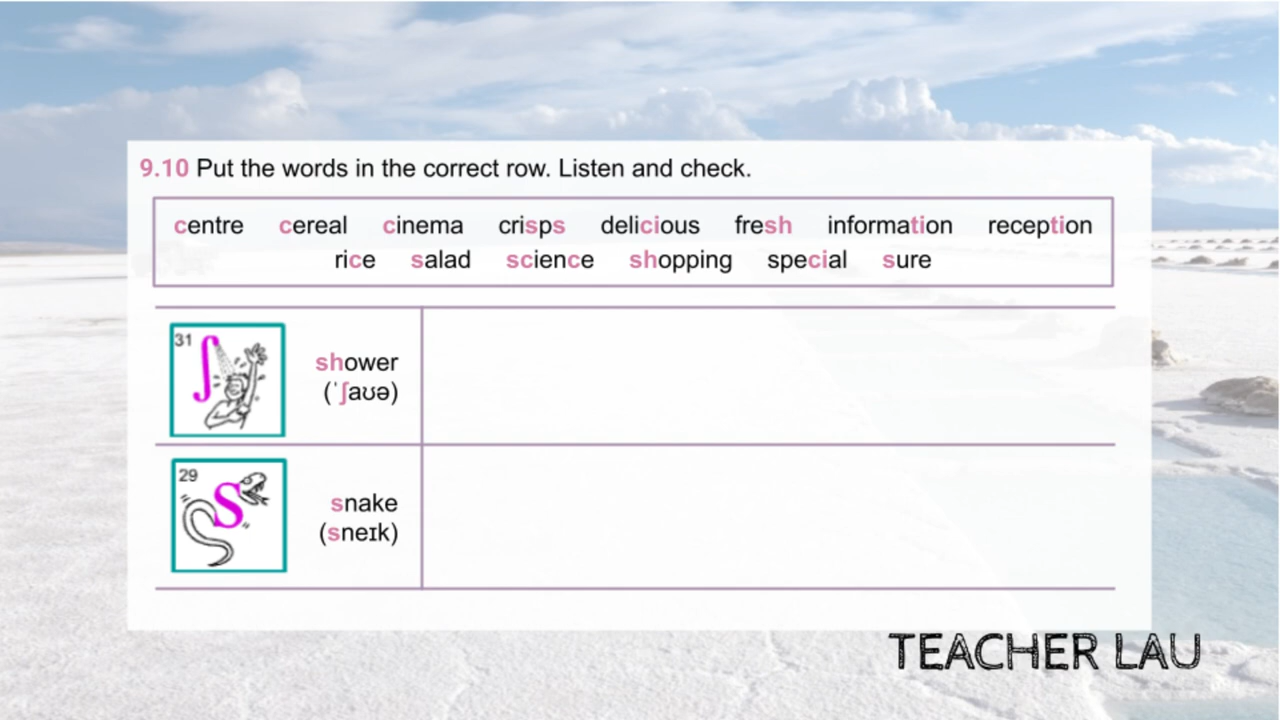 9.10 Put the words in the correct row. Listen and check.
centre cereal cinema crisps delicious fresh information reception
rice salad science shopping special sure
31
ʃ
shower
(ˈʃaʊə)
29
S
snake
(sneɪk)
TEACHER LAU